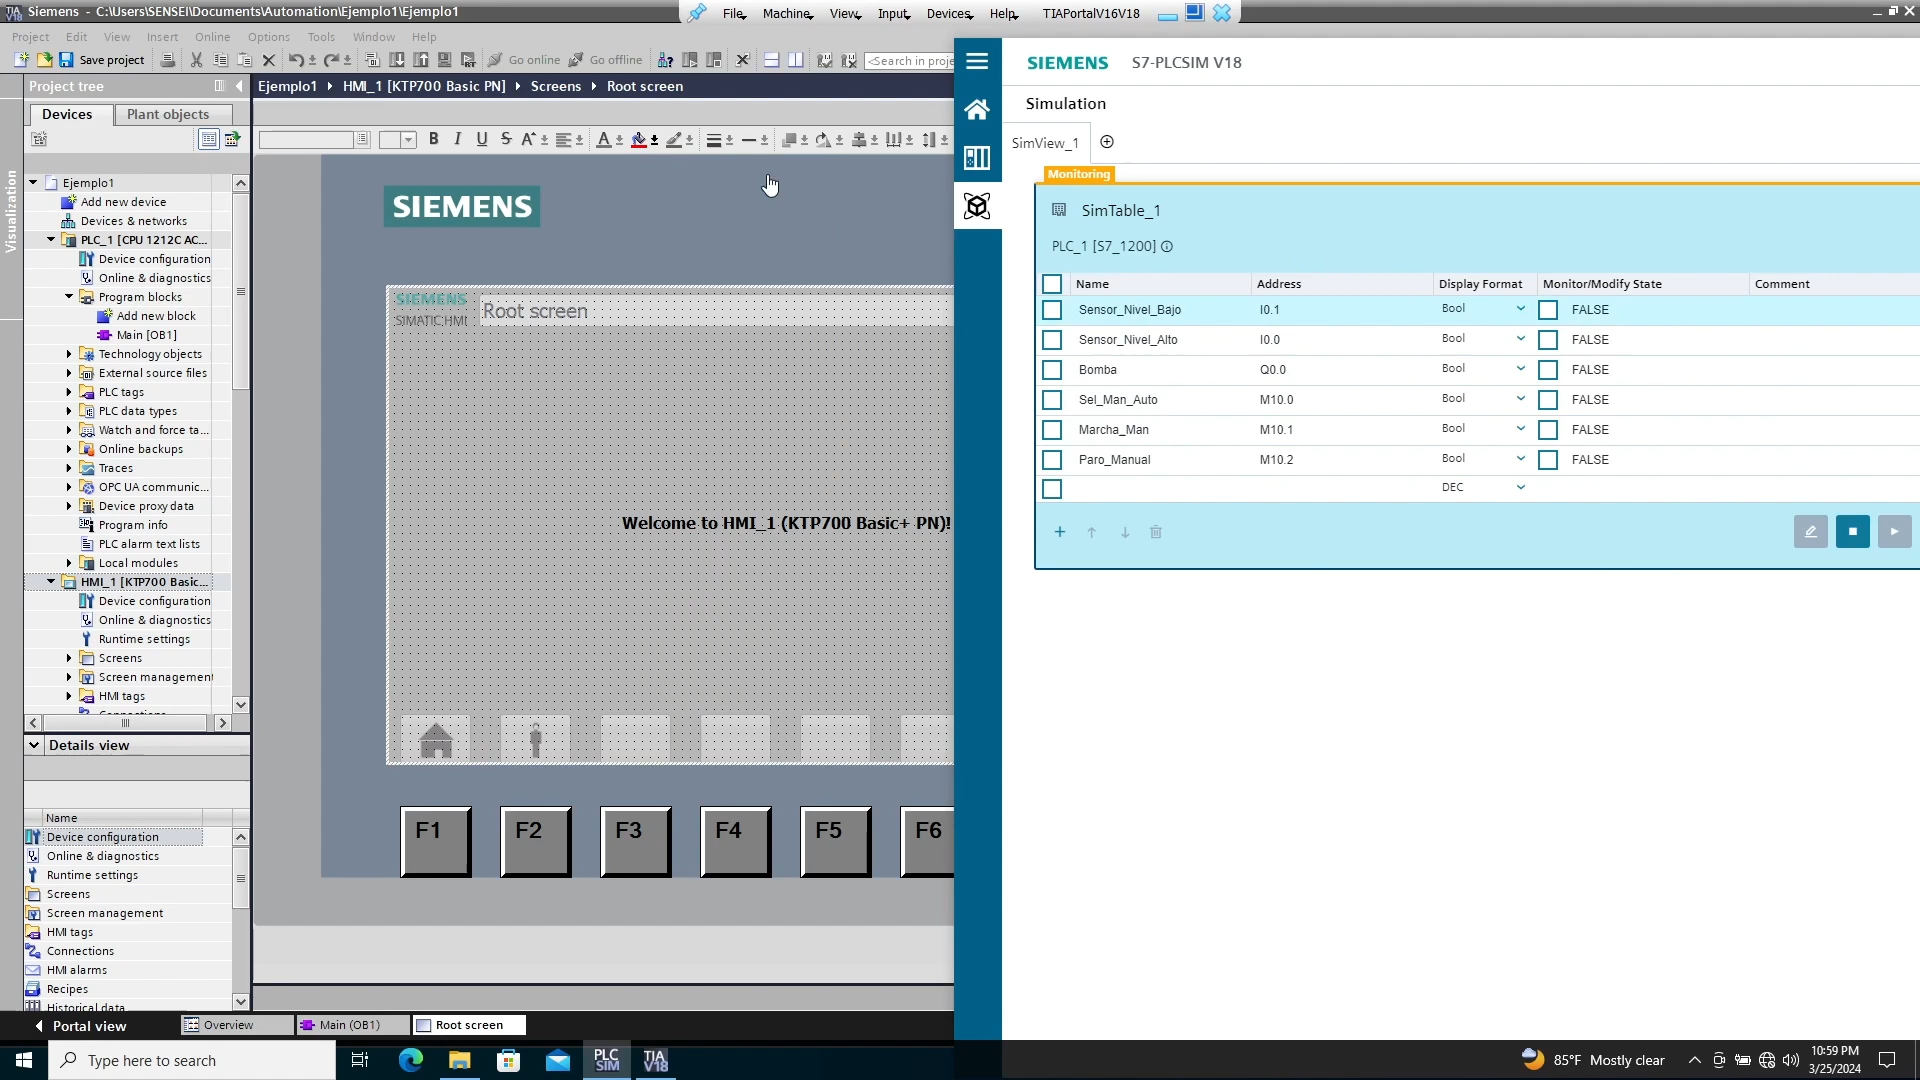 Siemens - C:\Users\SENSEI\Documents\Automation\Ejemplo1\Ejemplo1
File Machine View Input Devices Help TIAPortalV16V18
Project Edit View Insert Online Options Tools Window Help
Save project Go online Go offline <Search in proje
Project tree
Ejemplo1 HMI_1 [KTP700 Basic PN] Screens Root screen
Devices Plant objects
Visualization
Ejemplo1
Add new device
Devices & networks
PLC_1 [CPU 1212C AC...
Device configuration
Online & diagnostics
Program blocks
Add new block
Main [OB1]
Technology objects
External source files
PLC tags
PLC data types
Watch and force ta...
Online backups
Traces
OPC UA communic...
Device proxy data
Program info
PLC alarm text lists
Local modules
HMI_1 [KTP700 Basic...
Device configuration
Online & diagnostics
Runtime settings
Screens
Screen management
HMI tags
Details view
Name
Device configuration
Online & diagnostics
Runtime settings
Screens
Screen management
HMI tags
Connections
HMI alarms
Recipes
Historical data
B I U S A A
SIEMENS
SIEMENS
SIMATIC HMI
Root screen
Welcome to HMI_1 (KTP700 Basic+ PN)!
F1 F2 F3 F4 F5 F6
SIEMENS S7-PLCSIM V18
Simulation
SimView_1
Monitoring
SimTable_1
PLC_1 [S7_1200]
Name Address Display Format Monitor/Modify State Comment
Sensor_Nivel_Bajo I0.1 Bool FALSE
Sensor_Nivel_Alto I0.0 Bool FALSE
Bomba Q0.0 Bool FALSE
Sel_Man_Auto M10.0 Bool FALSE
Marcha_Man M10.1 Bool FALSE
Paro_Manual M10.2 Bool FALSE
DEC
Portal view Overview Main (OB1) Root screen
Type here to search
PLC SIM
TIA V18
85°F Mostly clear
10:59 PM
3/25/2024